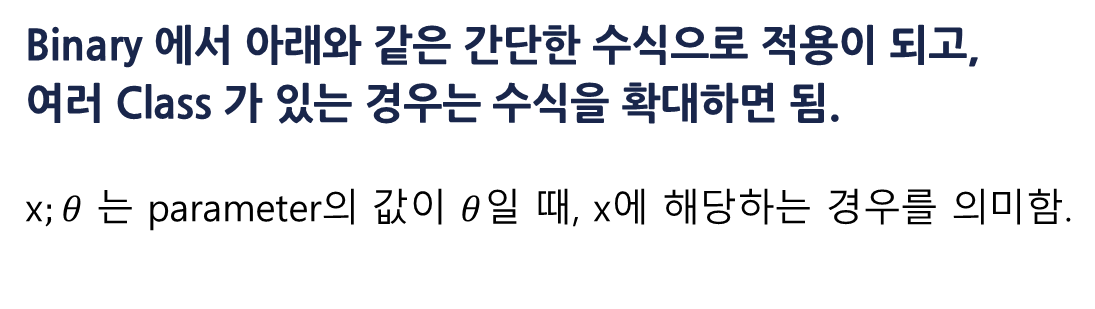 Binary 에서 아래와 같은 간단한 수식으로 적용이 되고,
여러 Class 가 있는 경우는 수식을 확대하면 됨.
x; θ 는 parameter의 값이 θ일 때, x에 해당하는 경우를 의미함.